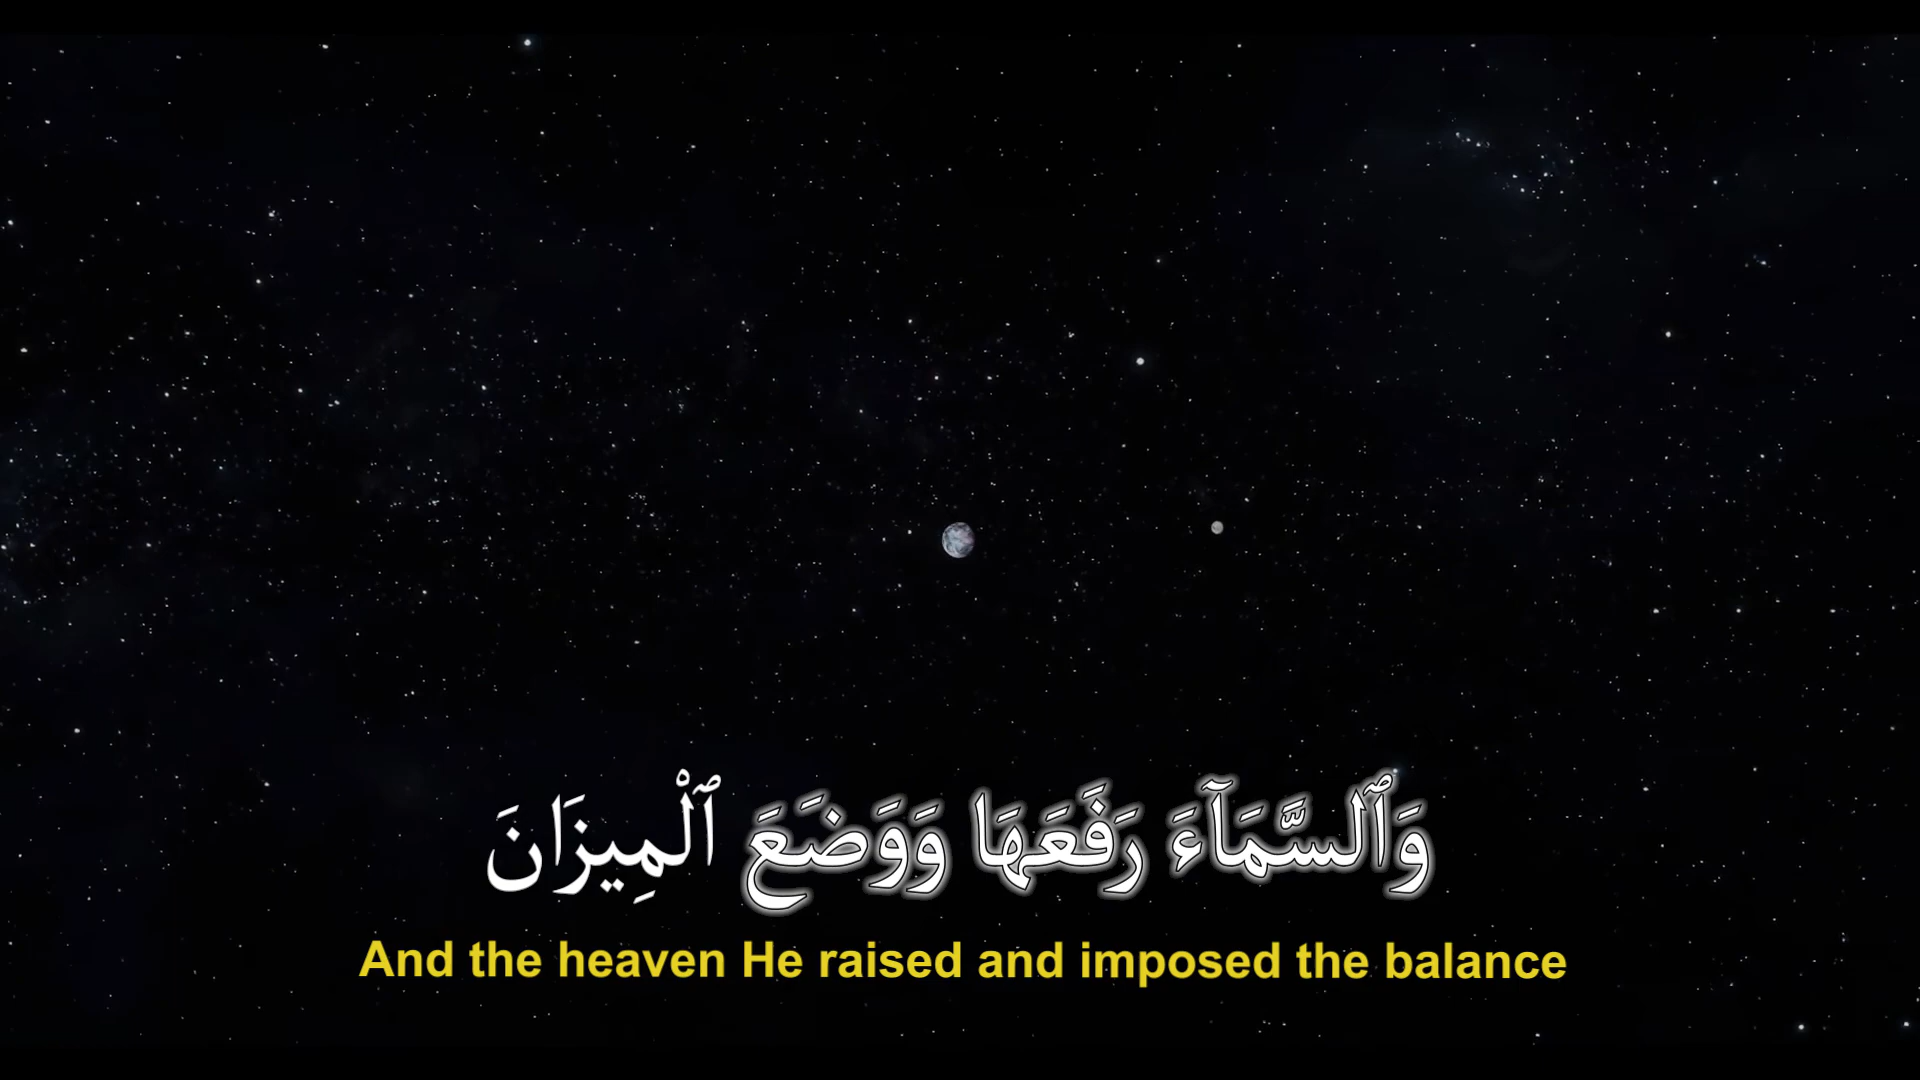 وَٱلسَّمَآءَ رَفَعَهَا وَوَضَعَ ٱلْمِيزَانَ
And the heaven He raised and imposed the balance